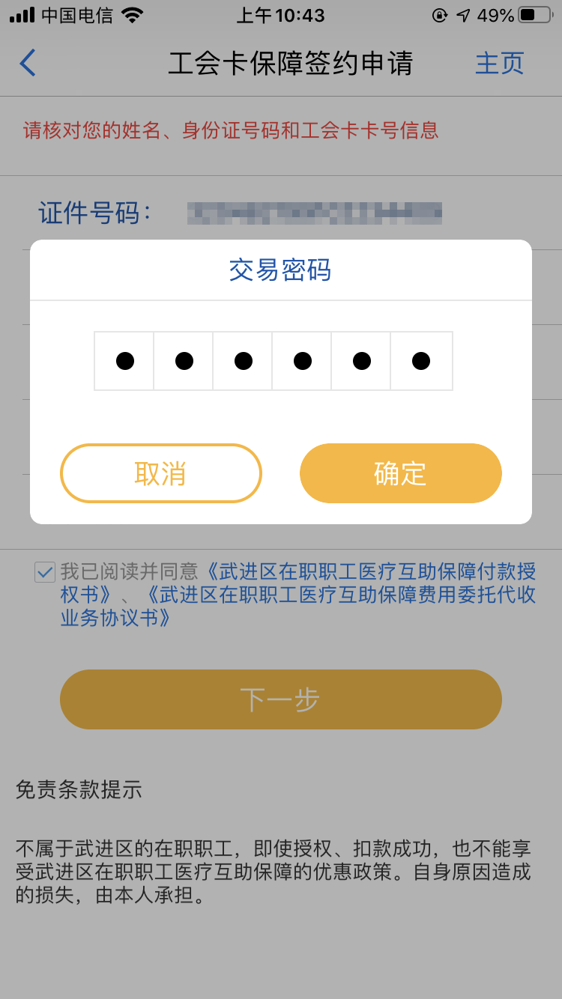 中国电信 上午10:43 49%
工会卡保障签约申请 主页
请核对您的姓名、身份证号码和工会卡卡号信息
证件号码：
交易密码
取消 确定
我已阅读并同意《武进区在职职工医疗互助保障付款授
权书》、《武进区在职职工医疗互助保障费用委托代收
业务协议书》
下一步
免责条款提示
不属于武进区的在职职工，即使授权、扣款成功，也不能享
受武进区在职职工医疗互助保障的优惠政策。自身原因造成
的损失，由本人承担。